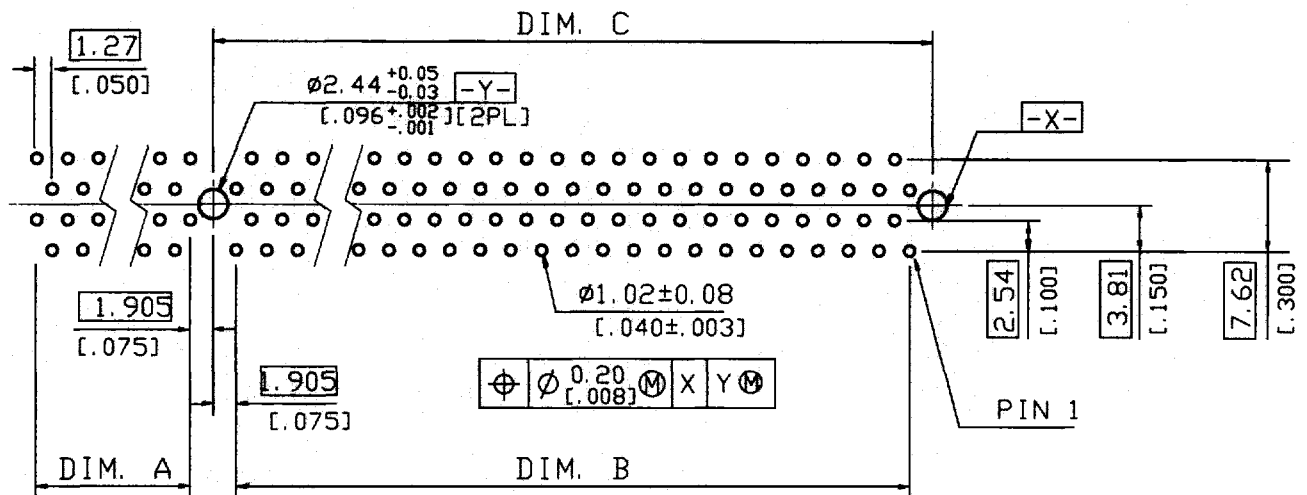 DIM. C
1.27
[.050]
⌀2.44 +0.05 -0.03 -Y-
[.096 +.002 -.001][2PL]
-X-
1.905
[.075]
⌀1.02±0.08
[.040±.003]
2.54
[.100]
3.81
[.150]
7.62
[.300]
1.905
[.075]
⌖ ⌀ 0.20 Ⓜ X Y Ⓜ
[.008]
PIN 1
DIM. A
DIM. B